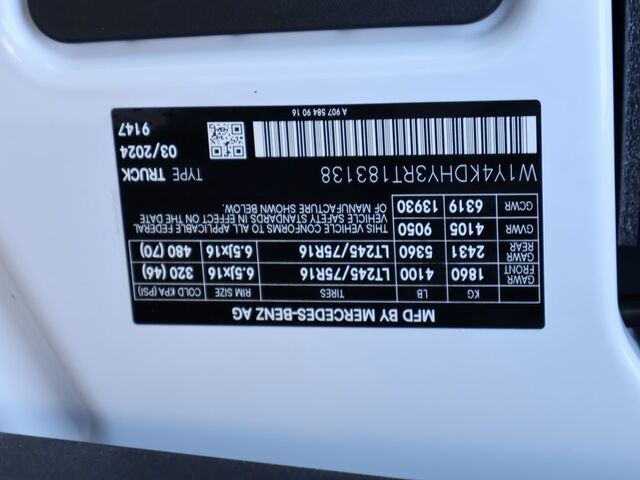 MFD BY MERCEDES-BENZ AG
KG LB TIRES RIM SIZE COLD KPA (PSI)
GAWR FRONT 1860 4100 LT245/75R16 6.5Jx16 320 (46)
GAWR REAR 2431 5360 LT245/75R16 6.5Jx16 480 (70)
GVWR 4105 9050
GCWR 6319 13930
THIS VEHICLE CONFORMS TO ALL APPLICABLE FEDERAL
VEHICLE SAFETY STANDARDS IN EFFECT ON THE DATE
OF MANUFACTURE SHOWN BELOW.
W1Y4KDHY3RT183138
TYPE TRUCK
03/2024
9147
A 907 584 90 16